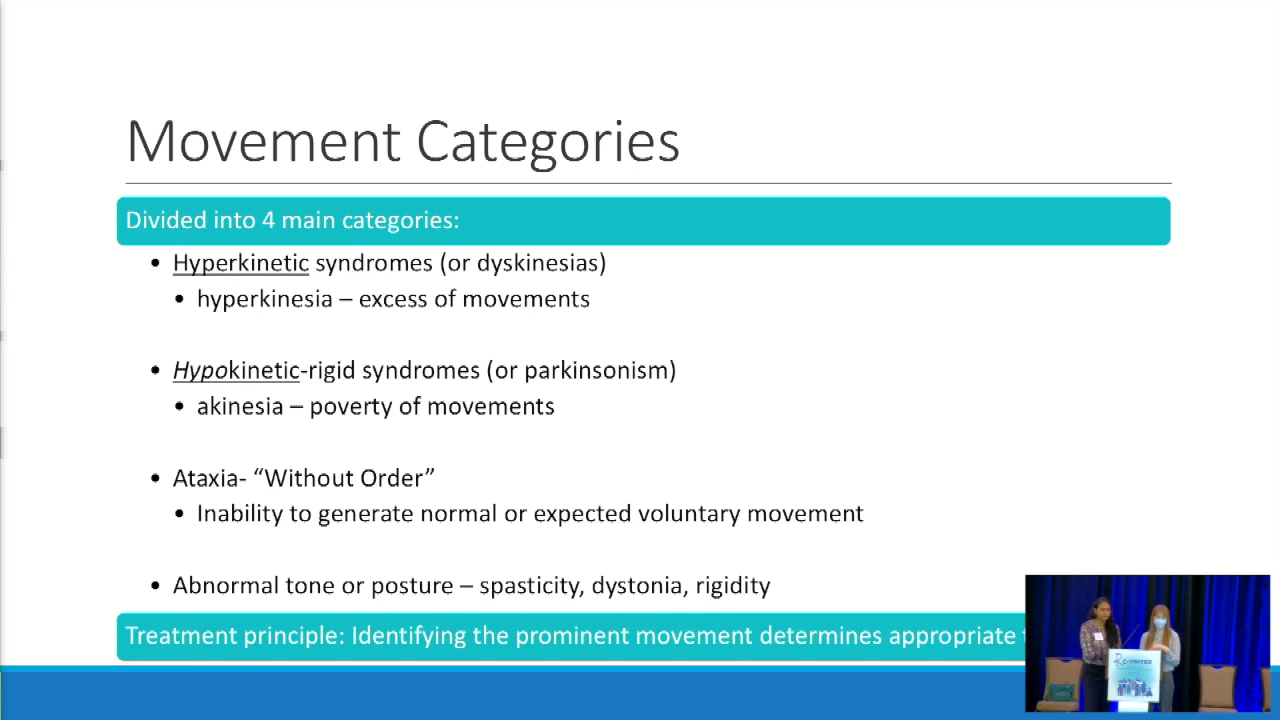 Movement Categories
Divided into 4 main categories:
• Hyperkinetic syndromes (or dyskinesias)
• hyperkinesia – excess of movements
• Hypokinetic-rigid syndromes (or parkinsonism)
• akinesia – poverty of movements
• Ataxia- “Without Order”
• Inability to generate normal or expected voluntary movement
• Abnormal tone or posture – spasticity, dystonia, rigidity
Treatment principle: Identifying the prominent movement determines appropriate